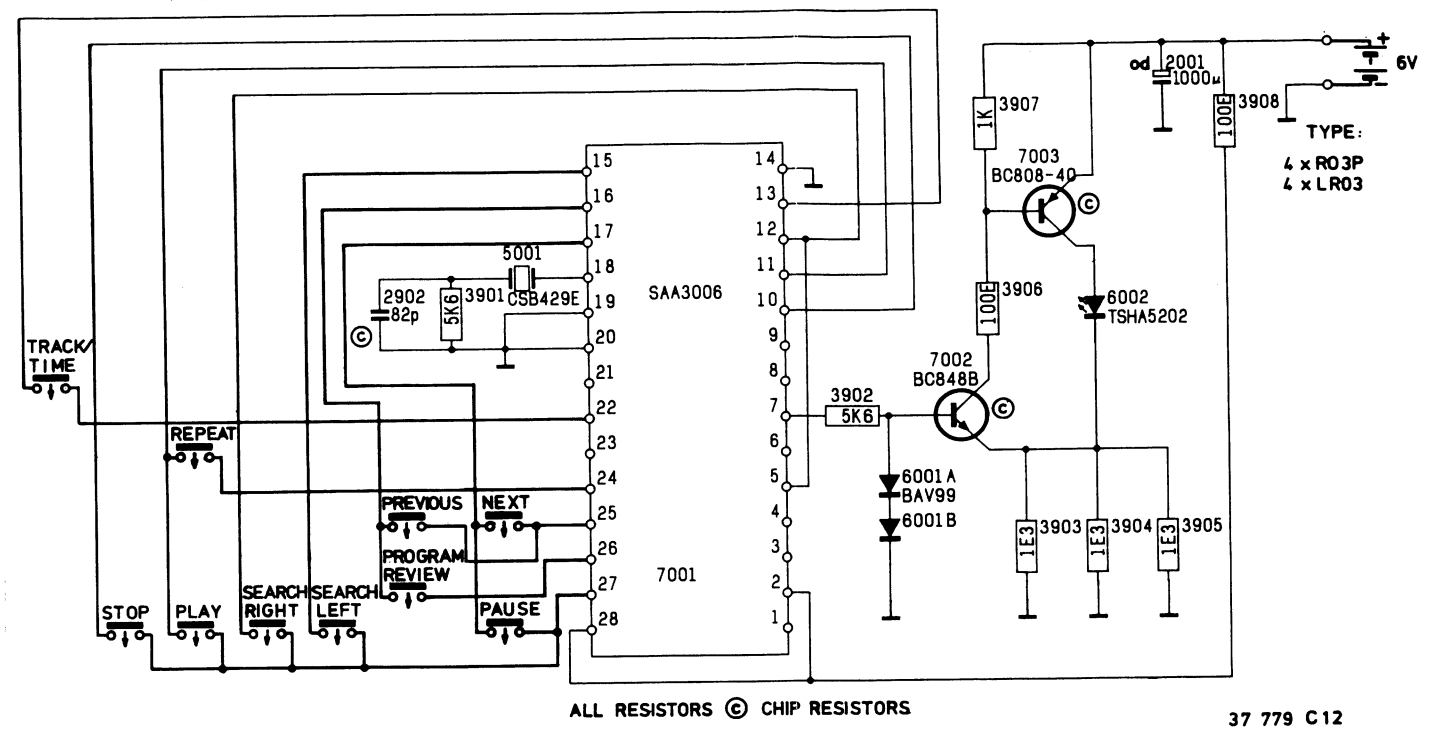 od 2001
1000µ
+
6V
-
3907
1K
100E
3908
TYPE:
4 x R03P
4 x LR03
7003
BC808-40
©
15
16
17
18
19
20
21
22
23
24
25
26
27
28
14
13
12
11
10
9
8
7
6
5
4
3
2
1
SAA3006
7001
5001
CSB429E
2902
82p
©
3901
5K6
3906
100E
6002
TSHA5202
7002
BC848B
©
3902
5K6
6001A
BAV99
6001B
3903
1E3
3904
1E3
3905
1E3
TRACK/
TIME
REPEAT
PREVIOUS
NEXT
PROGRAM
REVIEW
STOP
PLAY
SEARCH
RIGHT
SEARCH
LEFT
PAUSE
ALL RESISTORS © CHIP RESISTORS
37 779 C12